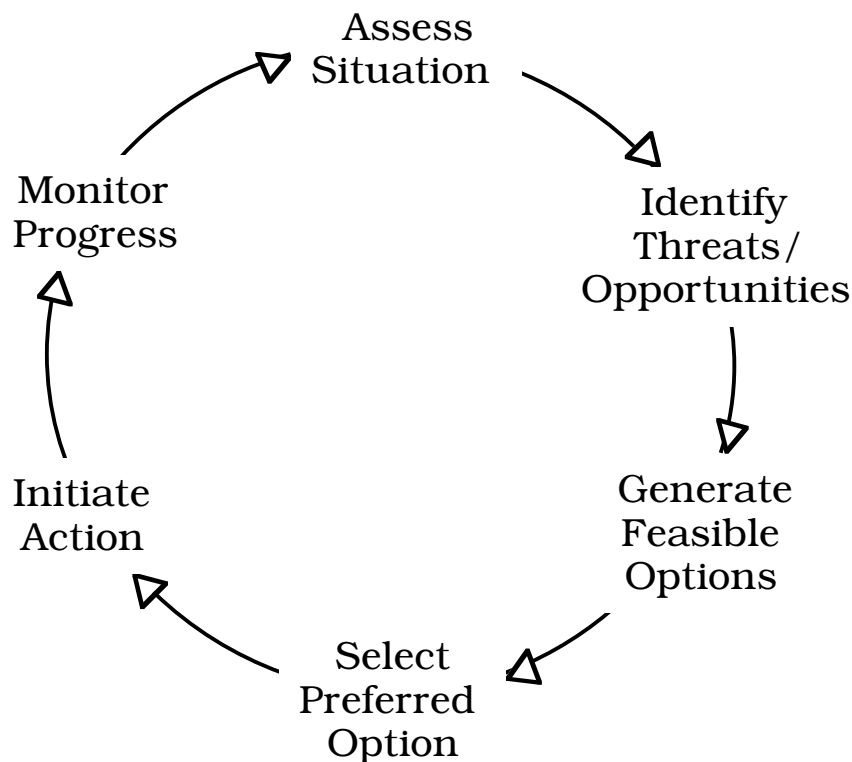 Assess
Situation
Identify
Threats/
Opportunities
Generate
Feasible
Options
Select
Preferred
Option
Initiate
Action
Monitor
Progress